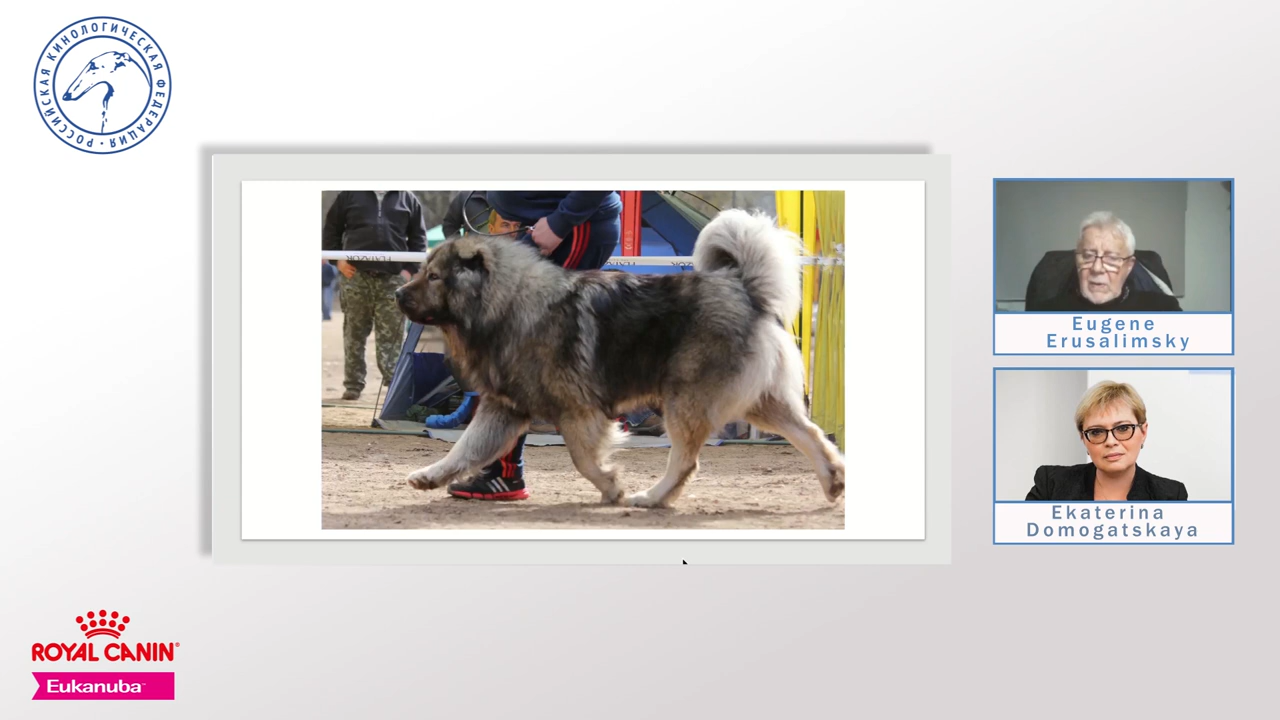 РОССИЙСКАЯ КИНОЛОГИЧЕСКАЯ ФЕДЕРАЦИЯ
Eugene
Erusalimsky
Ekaterina
Domogatskaya
ROYAL CANIN
Eukanuba